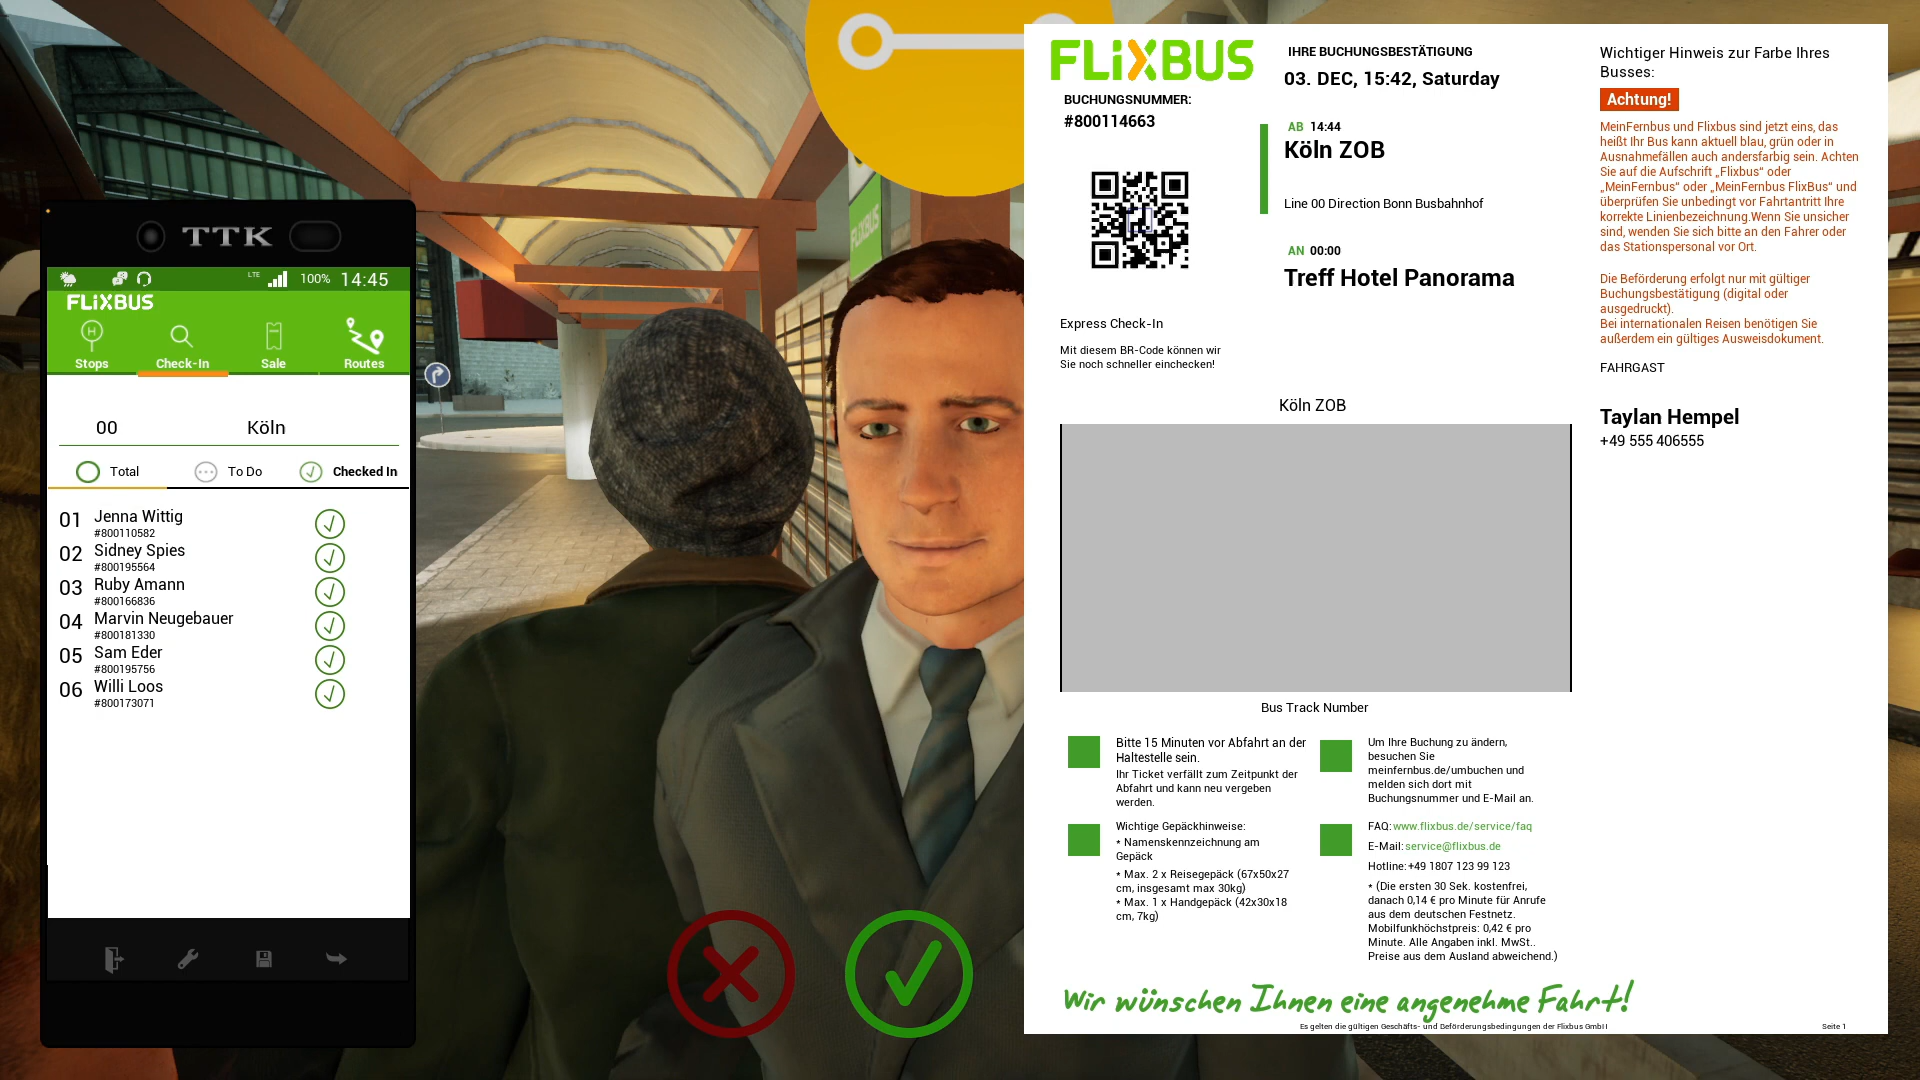 TTK
LTE 100% 14:45
FLiXBUS
H
Stops Check-In Sale Routes
00 Köln
Total To Do Checked In
01 Jenna Wittig
#800110582
02 Sidney Spies
#800195564
03 Ruby Amann
#800166836
04 Marvin Neugebauer
#800181330
05 Sam Eder
#800195756
06 Willi Loos
#800173071
FLIXBUS
FLiXBUS
BUCHUNGSNUMMER:
#800114663
Express Check-In
Mit diesem BR-Code können wir
Sie noch schneller einchecken!
IHRE BUCHUNGSBESTÄTIGUNG
03. DEC, 15:42, Saturday
AB 14:44
Köln ZOB
Line 00 Direction Bonn Busbahnhof
AN 00:00
Treff Hotel Panorama
Köln ZOB
Bus Track Number
Bitte 15 Minuten vor Abfahrt an der
Haltestelle sein.
Ihr Ticket verfällt zum Zeitpunkt der
Abfahrt und kann neu vergeben
werden.
Wichtige Gepäckhinweise:
* Namenskennzeichnung am
Gepäck
* Max. 2 x Reisegepäck (67x50x27
cm, insgesamt max 30kg)
* Max. 1 x Handgepäck (42x30x18
cm, 7kg)
Um Ihre Buchung zu ändern,
besuchen Sie
meinfernbus.de/umbuchen und
melden sich dort mit
Buchungsnummer und E-Mail an.
FAQ: www.flixbus.de/service/faq
E-Mail: service@flixbus.de
Hotline: +49 1807 123 99 123
* (Die ersten 30 Sek. kostenfrei,
danach 0,14 € pro Minute für Anrufe
aus dem deutschen Festnetz.
Mobilfunkhöchstpreis: 0,42 € pro
Minute. Alle Angaben inkl. MwSt..
Preise aus dem Ausland abweichend.)
Wichtiger Hinweis zur Farbe Ihres
Busses:
Achtung!
MeinFernbus und Flixbus sind jetzt eins, das
heißt Ihr Bus kann aktuell blau, grün oder in
Ausnahmefällen auch andersfarbig sein. Achten
Sie auf die Aufschrift „Flixbus“ oder
„MeinFernbus“ oder „MeinFernbus FlixBus“ und
überprüfen Sie unbedingt vor Fahrtantritt Ihre
korrekte Linienbezeichnung.Wenn Sie unsicher
sind, wenden Sie sich bitte an den Fahrer oder
das Stationspersonal vor Ort.
Die Beförderung erfolgt nur mit gültiger
Buchungsbestätigung (digital oder
ausgedruckt).
Bei internationalen Reisen benötigen Sie
außerdem ein gültiges Ausweisdokument.
FAHRGAST
Taylan Hempel
+49 555 406555
Wir wünschen Ihnen eine angenehme Fahrt!
Es gelten die gültigen Geschäfts- und Beförderungsbedingungen der Flixbus GmbH
Seite 1